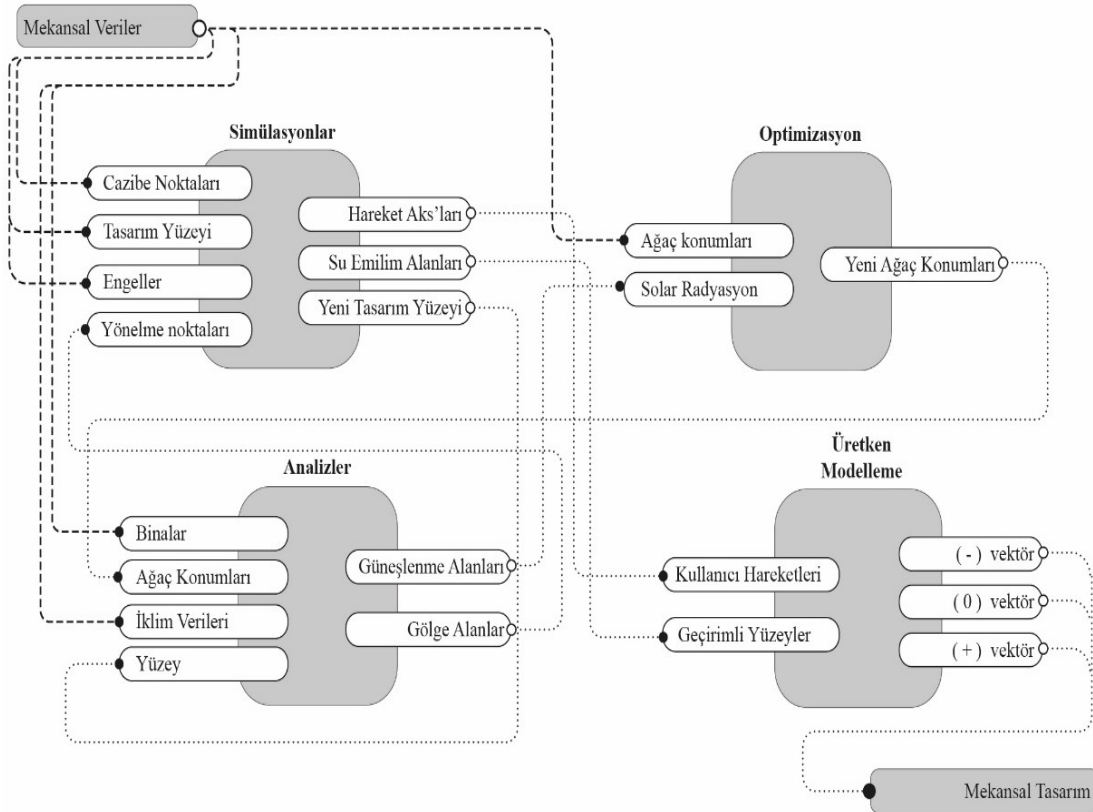 Mekansal Veriler
Simülasyonlar
Cazibe Noktaları
Tasarım Yüzeyi
Engeller
Yönelme noktaları
Hareket Aks’ları
Su Emilim Alanları
Yeni Tasarım Yüzeyi
Optimizasyon
Ağaç konumları
Solar Radyasyon
Yeni Ağaç Konumları
Analizler
Binalar
Ağaç Konumları
İklim Verileri
Yüzey
Güneşlenme Alanları
Gölge Alanlar
Üretken
Modelleme
Kullanıcı Hareketleri
Geçirimli Yüzeyler
( - ) vektör
( 0 ) vektör
( + ) vektör
Mekansal Tasarım